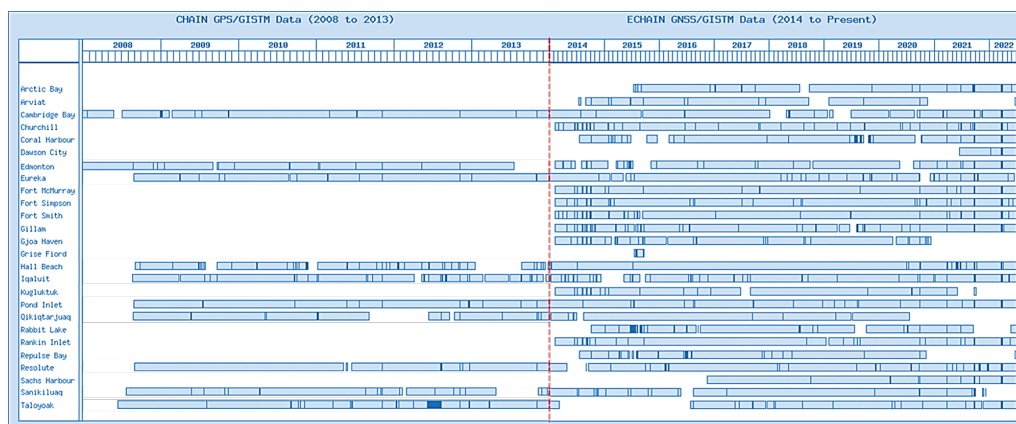 CHAIN GPS/GISTM Data (2008 to 2013) ECHAIN GNSS/GISTM Data (2014 to Present)
2008 2009 2010 2011 2012 2013 2014 2015 2016 2017 2018 2019 2020 2021 2022
Arctic Bay
Arviat
Cambridge Bay
Churchill
Coral Harbour
Dawson City
Edmonton
Eureka
Fort McMurray
Fort Simpson
Fort Smith
Gillam
Gjoa Haven
Grise Fiord
Hall Beach
Iqaluit
Kugluktuk
Pond Inlet
Qikiqtarjuaq
Rabbit Lake
Rankin Inlet
Repulse Bay
Resolute
Sachs Harbour
Sanikiluaq
Taloyoak